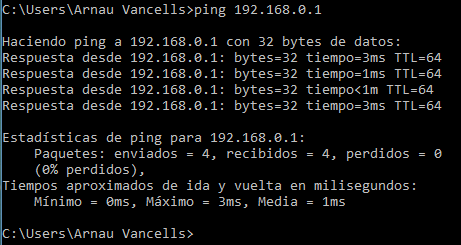 C:\Users\Arnau Vancells>ping 192.168.0.1
Haciendo ping a 192.168.0.1 con 32 bytes de datos:
Respuesta desde 192.168.0.1: bytes=32 tiempo=3ms TTL=64
Respuesta desde 192.168.0.1: bytes=32 tiempo=1ms TTL=64
Respuesta desde 192.168.0.1: bytes=32 tiempo<1m TTL=64
Respuesta desde 192.168.0.1: bytes=32 tiempo=3ms TTL=64
Estadísticas de ping para 192.168.0.1:
Paquetes: enviados = 4, recibidos = 4, perdidos = 0
(0% perdidos),
Tiempos aproximados de ida y vuelta en milisegundos:
Mínimo = 0ms, Máximo = 3ms, Media = 1ms
C:\Users\Arnau Vancells>